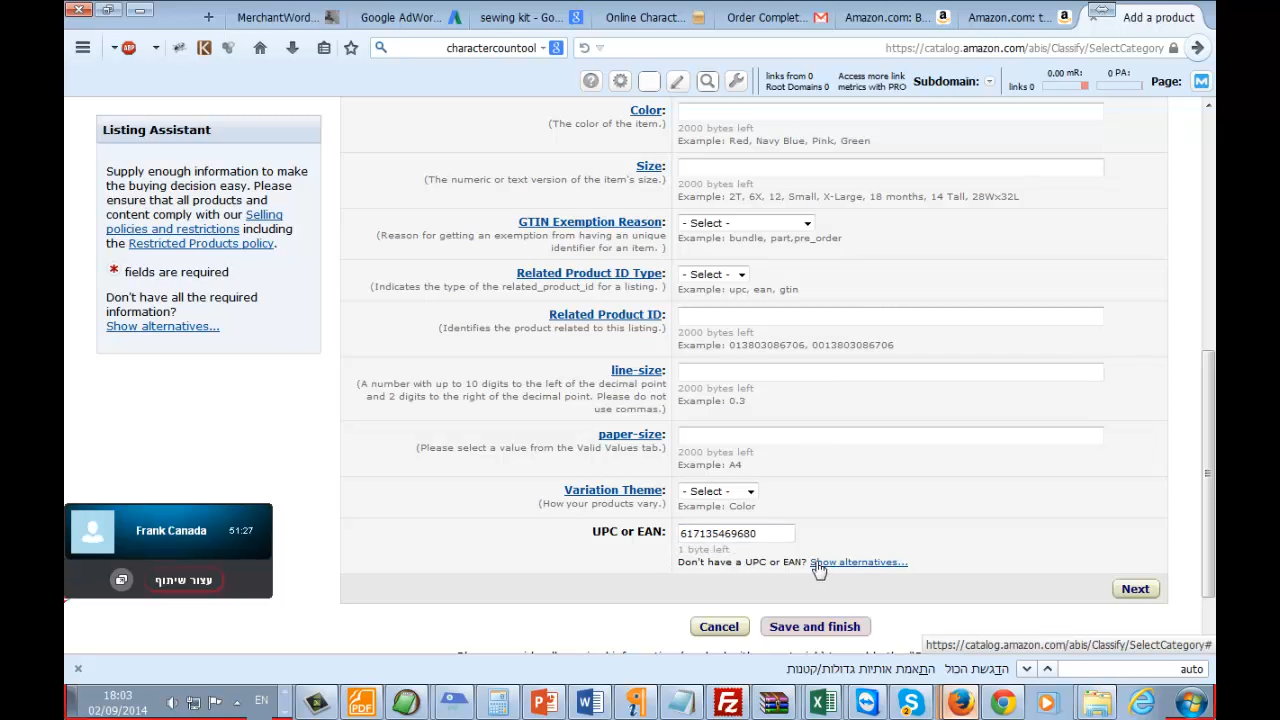 MerchantWord...
Google AdWo...
sewing kit - Go...
Online Charact...
Order Complet...
Amazon.com: B...
Amazon.com: t...
Add a product
charactercountool
https://catalog.amazon.com/abis/Classify/SelectCategory
links from 0
Root Domains 0
Access more link
metrics with PRO
Subdomain:
links 0
0.00 mR:
0 PA:
Page:
Listing Assistant
Supply enough information to make
the buying decision easy. Please
ensure that all products and
content comply with our Selling
policies and restrictions including
the Restricted Products policy.
* fields are required
Don't have all the required
information?
Show alternatives...
Color:
(The color of the item.)
2000 bytes left
Example: Red, Navy Blue, Pink, Green
Size:
(The numeric or text version of the item's size.)
2000 bytes left
Example: 2T, 6X, 12, Small, X-Large, 18 months, 14 Tall, 28Wx32L
GTIN Exemption Reason:
(Reason for getting an exemption from having an unique
identifier for an item. )
- Select -
Example: bundle, part,pre_order
Related Product ID Type:
(Indicates the type of the related_product_id for a listing. )
- Select -
Example: upc, ean, gtin
Related Product ID:
(Identifies the product related to this listing.)
2000 bytes left
Example: 013803086706, 0013803086706
line-size:
(A number with up to 10 digits to the left of the decimal point
and 2 digits to the right of the decimal point. Please do not
use commas.)
2000 bytes left
Example: 0.3
paper-size:
(Please select a value from the Valid Values tab.)
2000 bytes left
Example: A4
Variation Theme:
(How your products vary.)
- Select -
Example: Color
UPC or EAN:
617135469680
1 byte left
Don't have a UPC or EAN? Show alternatives...
Next
Cancel
Save and finish
Frank Canada
51:27
עצור שיתוף
https://catalog.amazon.com/abis/Classify/SelectCategory#
הדגשת הכול
התאמת אותיות גדולות/קטנות
auto
18:03
02/09/2014
EN